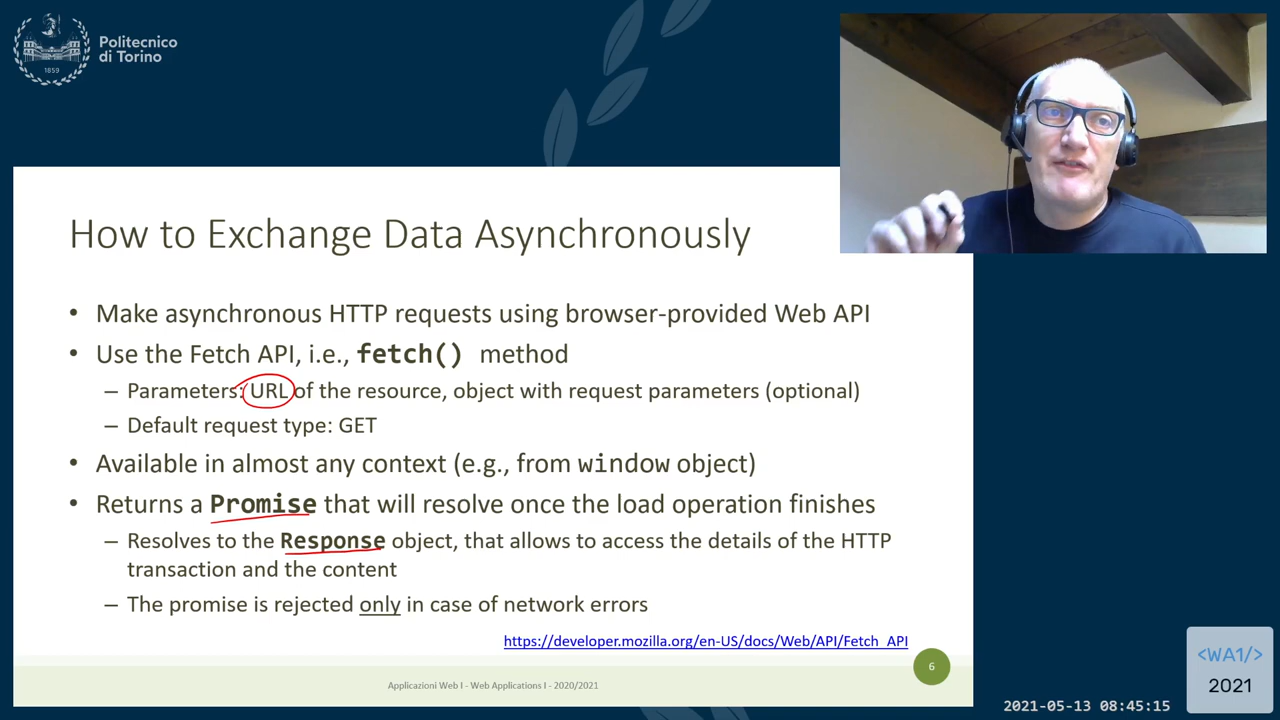 Politecnico
di Torino
1859
How to Exchange Data Asynchronously
• Make asynchronous HTTP requests using browser-provided Web API
• Use the Fetch API, i.e., fetch() method
– Parameters: URL of the resource, object with request parameters (optional)
– Default request type: GET
• Available in almost any context (e.g., from window object)
• Returns a Promise that will resolve once the load operation finishes
– Resolves to the Response object, that allows to access the details of the HTTP
transaction and the content
– The promise is rejected only in case of network errors
https://developer.mozilla.org/en-US/docs/Web/API/Fetch_API
6
Applicazioni Web I - Web Applications I - 2020/2021
<WA1/>
2021
2021-05-13 08:45:15